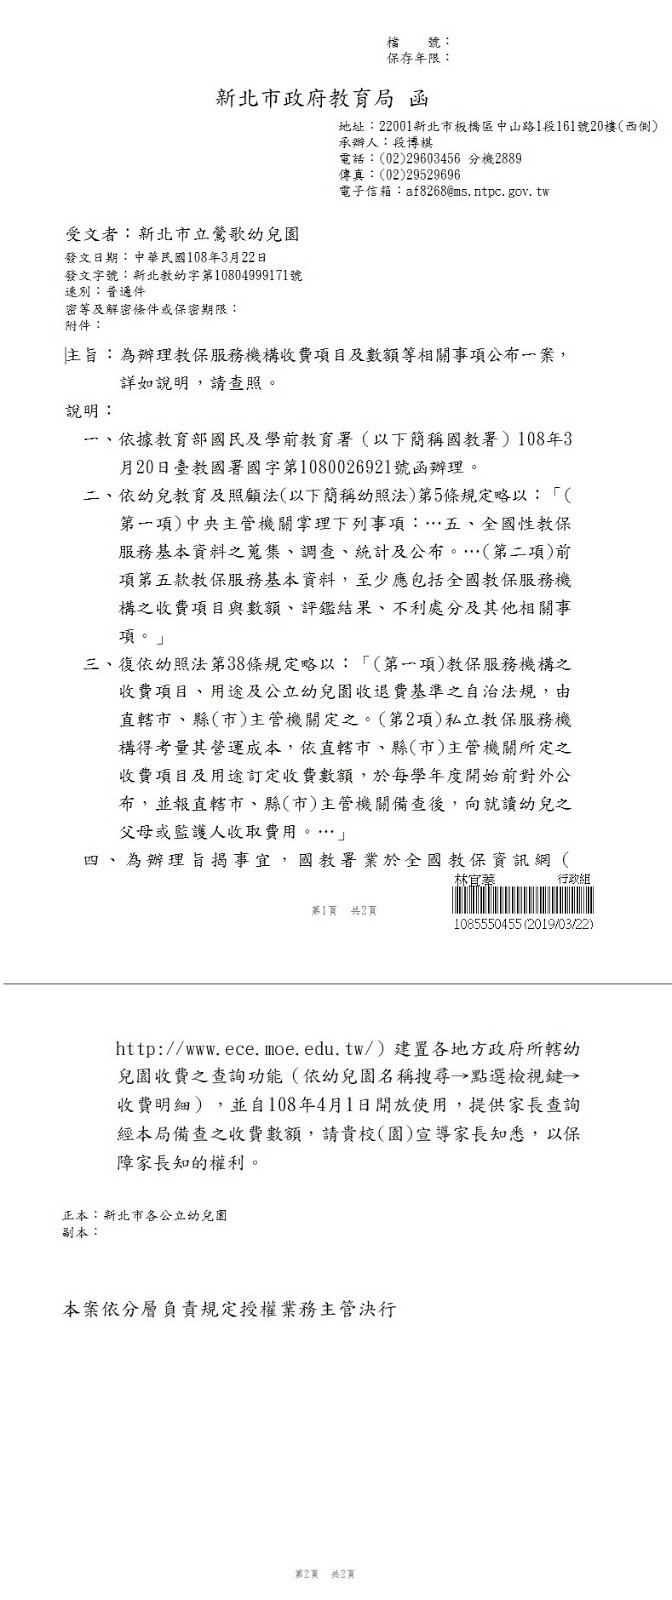 檔　　號：
保存年限：
新北市政府教育局 函
地址：22001新北市板橋區中山路1段161號20樓(西側)
承辦人：段博祺
電話：(02)29603456 分機2889
傳真：(02)29529696
電子信箱：af8268@ms.ntpc.gov.tw
受文者：新北市立鶯歌幼兒園
發文日期：中華民國108年3月22日
發文字號：新北教幼字第10804999171號
速別：普通件
密等及解密條件或保密期限：
附件：
主旨：為辦理教保服務機構收費項目及數額等相關事項公布一案，
詳如說明，請查照。
說明：
一、依據教育部國民及學前教育署（以下簡稱國教署）108年3
月20日臺教國署國字第1080026921號函辦理。
二、依幼兒教育及照顧法(以下簡稱幼照法)第5條規定略以：「(
第一項)中央主管機關掌理下列事項：…五、全國性教保
服務基本資料之蒐集、調查、統計及公布。…(第二項)前
項第五款教保服務基本資料，至少應包括全國教保服務機
構之收費項目與數額、評鑑結果、不利處分及其他相關事
項。」
三、復依幼照法第38條規定略以：「(第一項)教保服務機構之
收費項目、用途及公立幼兒園收退費基準之自治法規，由
直轄市、縣(市)主管機關定之。(第2項)私立教保服務機
構得考量其營運成本，依直轄市、縣(市)主管機關所定之
收費項目及用途訂定收費數額，於每學年度開始前對外公
布，並報直轄市、縣(市)主管機關備查後，向就讀幼兒之
父母或監護人收取費用。…」
四、為辦理旨揭事宜，國教署業於全國教保資訊網（
林宜蓁 行政組
1085550455(2019/03/22)
第1頁 共2頁
http://www.ece.moe.edu.tw/）建置各地方政府所轄幼
兒園收費之查詢功能（依幼兒園名稱搜尋→點選檢視鍵→
收費明細），並自108年4月1日開放使用，提供家長查詢
經本局備查之收費數額，請貴校(園)宣導家長知悉，以保
障家長知的權利。
正本：新北市各公立幼兒園
副本：
本案依分層負責規定授權業務主管決行
第2頁 共2頁